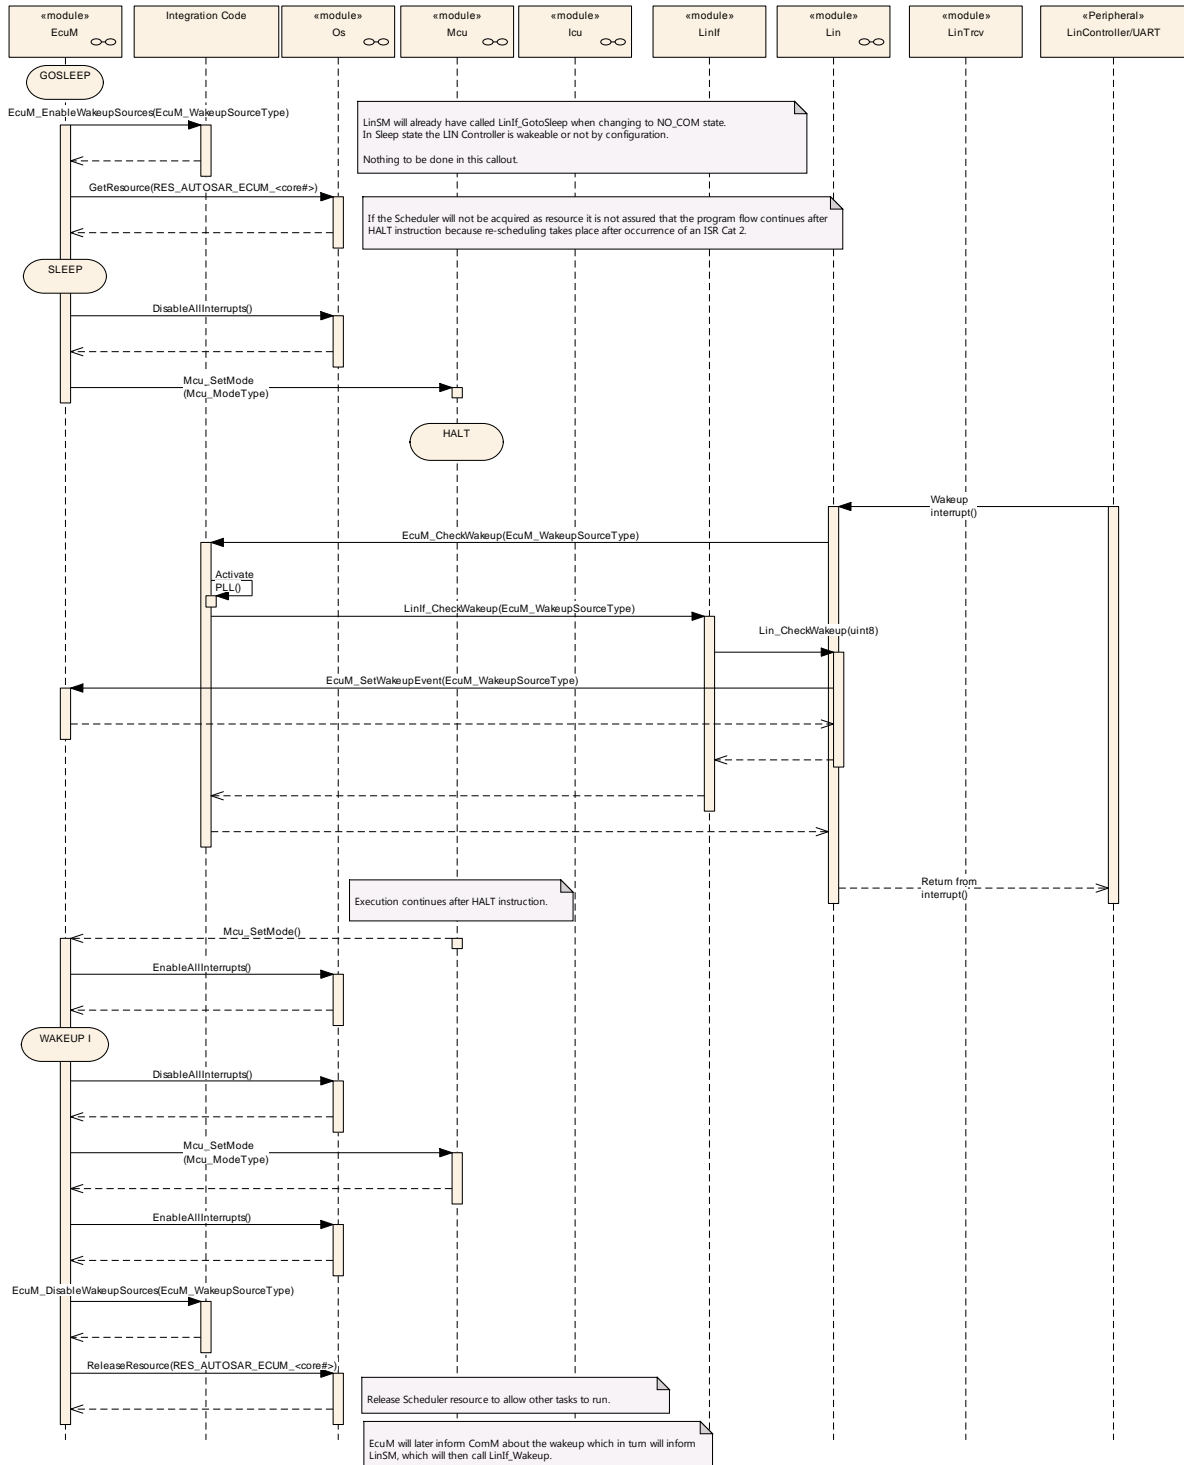 «module»
EcuM
Integration Code
«module»
Os
«module»
Mcu
«module»
Icu
«module»
LinIf
«module»
Lin
«module»
LinTrcv
«Peripheral»
LinController/UART
GOSLEEP
EcuM_EnableWakeupSources(EcuM_WakeupSourceType)
LinSM will already have called LinIf_GotoSleep when changing to NO_COM state.
In Sleep state the LIN Controller is wakeable or not by configuration.
Nothing to be done in this callout.
GetResource(RES_AUTOSAR_ECUM_<core#>)
If the Scheduler will not be acquired as resource it is not assured that the program flow continues after
HALT instruction because re-scheduling takes place after occurrence of an ISR Cat 2.
SLEEP
DisableAllInterrupts()
Mcu_SetMode
(Mcu_ModeType)
HALT
Wakeup
interrupt()
EcuM_CheckWakeup(EcuM_WakeupSourceType)
Activate
PLL()
LinIf_CheckWakeup(EcuM_WakeupSourceType)
Lin_CheckWakeup(uint8)
EcuM_SetWakeupEvent(EcuM_WakeupSourceType)
Return from
interrupt()
Execution continues after HALT instruction.
Mcu_SetMode()
EnableAllInterrupts()
WAKEUP I
DisableAllInterrupts()
Mcu_SetMode
(Mcu_ModeType)
EnableAllInterrupts()
EcuM_DisableWakeupSources(EcuM_WakeupSourceType)
ReleaseResource(RES_AUTOSAR_ECUM_<core#>)
Release Scheduler resource to allow other tasks to run.
EcuM will later inform ComM about the wakeup which in turn will inform
LinSM, which will then call LinIf_Wakeup.